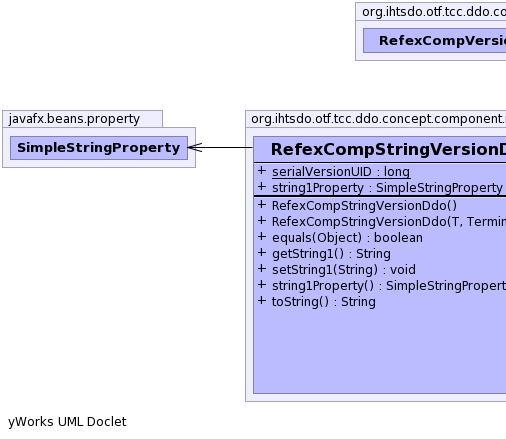 org.ihtsdo.otf.tcc.ddo.con
RefexCompVersi
javafx.beans.property
SimpleStringProperty
org.ihtsdo.otf.tcc.ddo.concept.component.
RefexCompStringVersionD
+ serialVersionUID : long
+ string1Property : SimpleStringProperty
+ RefexCompStringVersionDdo()
+ RefexCompStringVersionDdo(T, Termin
+ equals(Object) : boolean
+ getString1() : String
+ setString1(String) : void
+ string1Property() : SimpleStringPropert
+ toString() : String
yWorks UML Doclet